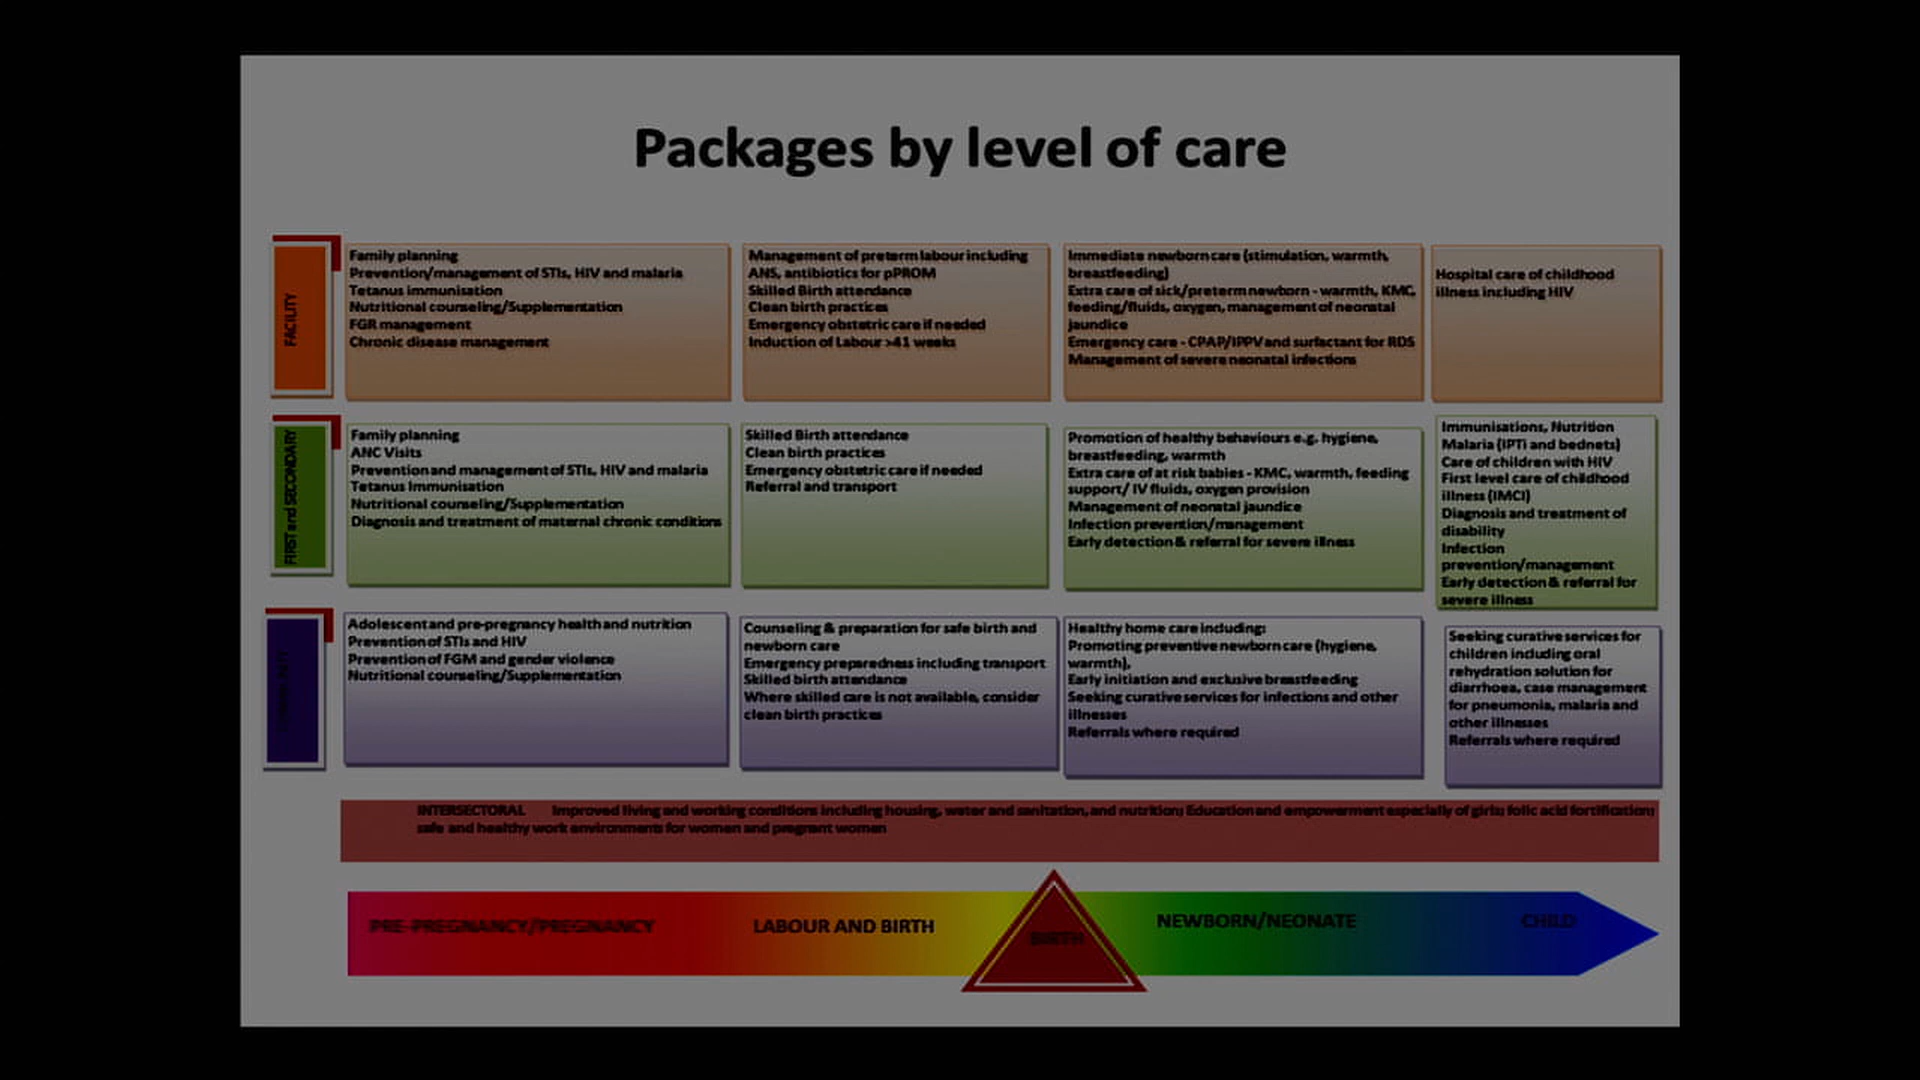 Packages by level of care
FACILITY
Family planning
Prevention/management of STIs, HIV and malaria
Tetanus immunisation
Nutritional counseling/Supplementation
FGR management
Chronic disease management
Management of preterm labour including
ANS, antibiotics for pPROM
Skilled Birth attendance
Clean birth practices
Emergency obstetric care if needed
Induction of Labour >41 weeks
Immediate newborn care (stimulation, warmth,
breastfeeding)
Extra care of sick/preterm newborn - warmth, KMC,
feeding/fluids, oxygen, management of neonatal
jaundice
Emergency care - CPAP/IPPV and surfactant for RDS
Management of severe neonatal infections
Hospital care of childhood
illness including HIV
FIRST and SECONDARY
Family planning
ANC Visits
Prevention and management of STIs, HIV and malaria
Tetanus Immunisation
Nutritional counseling/Supplementation
Diagnosis and treatment of maternal chronic conditions
Skilled Birth attendance
Clean birth practices
Emergency obstetric care if needed
Referral and transport
Promotion of healthy behaviours e.g. hygiene,
breastfeeding, warmth
Extra care of at risk babies - KMC, warmth, feeding
support/ IV fluids, oxygen provision
Management of neonatal jaundice
Infection prevention/management
Early detection & referral for severe illness
Immunisations, Nutrition
Malaria (IPTi and bednets)
Care of children with HIV
First level care of childhood
illness (IMCI)
Diagnosis and treatment of
disability
Infection
prevention/management
Early detection & referral for
severe illness
Adolescent and pre-pregnancy health and nutrition
Prevention of STIs and HIV
Prevention of FGM and gender violence
Nutritional counseling/Supplementation
Counseling & preparation for safe birth and
newborn care
Emergency preparedness including transport
Skilled birth attendance
Where skilled care is not available, consider
clean birth practices
Healthy home care including:
Promoting preventive newborn care (hygiene,
warmth),
Early initiation and exclusive breastfeeding
Seeking curative services for infections and other
illnesses
Referrals where required
Seeking curative services for
children including oral
rehydration solution for
diarrhoea, case management
for pneumonia, malaria and
other illnesses
Referrals where required
INTERSECTORAL Improved living and working conditions including housing, water and sanitation, and nutrition; Education and empowerment especially of girls; folic acid fortification;
safe and healthy work environments for women and pregnant women
PRE-PREGNANCY/PREGNANCY
LABOUR AND BIRTH
BIRTH
NEWBORN/NEONATE
CHILD